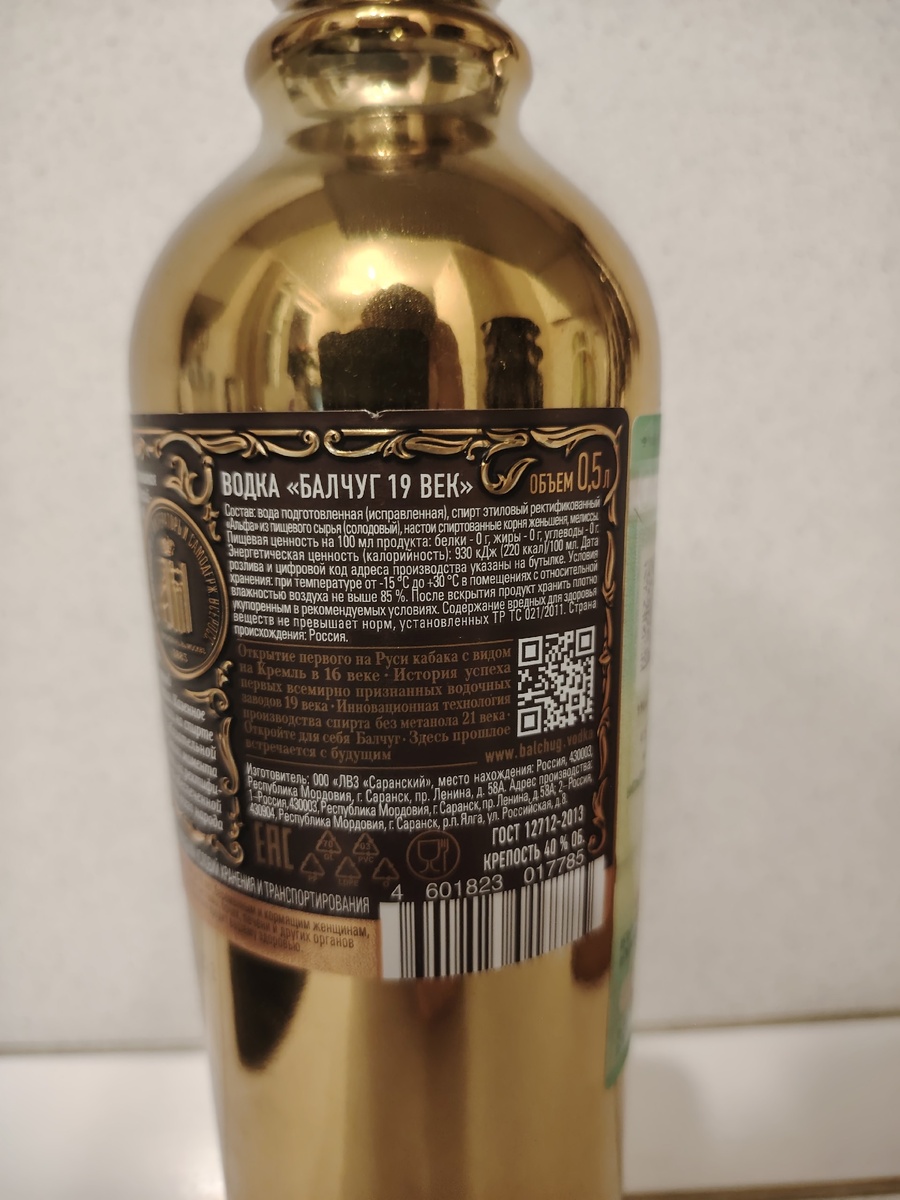 ВОДКА «БАЛЧУГ 19 ВЕК»
ОБЪЕМ 0,5 л
Состав: вода подготовленная (исправленная), спирт этиловый ректификованный
«Альфа» из пищевого сырья (солодовый), настои спиртованные корня женьшеня, мелиссы.
Пищевая ценность на 100 мл продукта: белки - 0 г, жиры - 0 г, углеводы - 0 г.
Энергетическая ценность (калорийность): 930 кДж (220 ккал)/100 мл. Дата
розлива и цифровой код адреса производства указаны на бутылке. Условия
хранения: при температуре от -15 °С до +30 °С в помещениях с относительной
влажностью воздуха не выше 85 %. После вскрытия продукт хранить плотно
укупоренным в рекомендуемых условиях. Содержание вредных для здоровья
веществ не превышает норм, установленных ТР ТС 021/2011. Страна
происхождения: Россия.
Открытие первого на Руси кабака с видом
на Кремль в 16 веке · История успеха
первых всемирно признанных водочных
заводов 19 века · Инновационная технология
производства спирта без метанола 21 века ·
Откройте для себя Балчуг · Здесь прошлое
встречается с будущим
www.balchug.vodka
Изготовитель: ООО «ЛВЗ «Саранский», место нахождения: Россия, 430003,
Республика Мордовия, г. Саранск, пр. Ленина, д. 58А. Адрес производства:
1- Россия, 430003, Республика Мордовия, г. Саранск, пр. Ленина, д.58А; 2- Россия,
430904, Республика Мордовия, г. Саранск, р.п. Ялга, ул. Российская, д.8.
ГОСТ 12712-2013
КРЕПОСТЬ 40 % ОБ.
ЕАС
4 601823 017785
ХРАНЕНИЯ И ТРАНСПОРТИРОВАНИЯ
кормящим женщинам,
и других органов